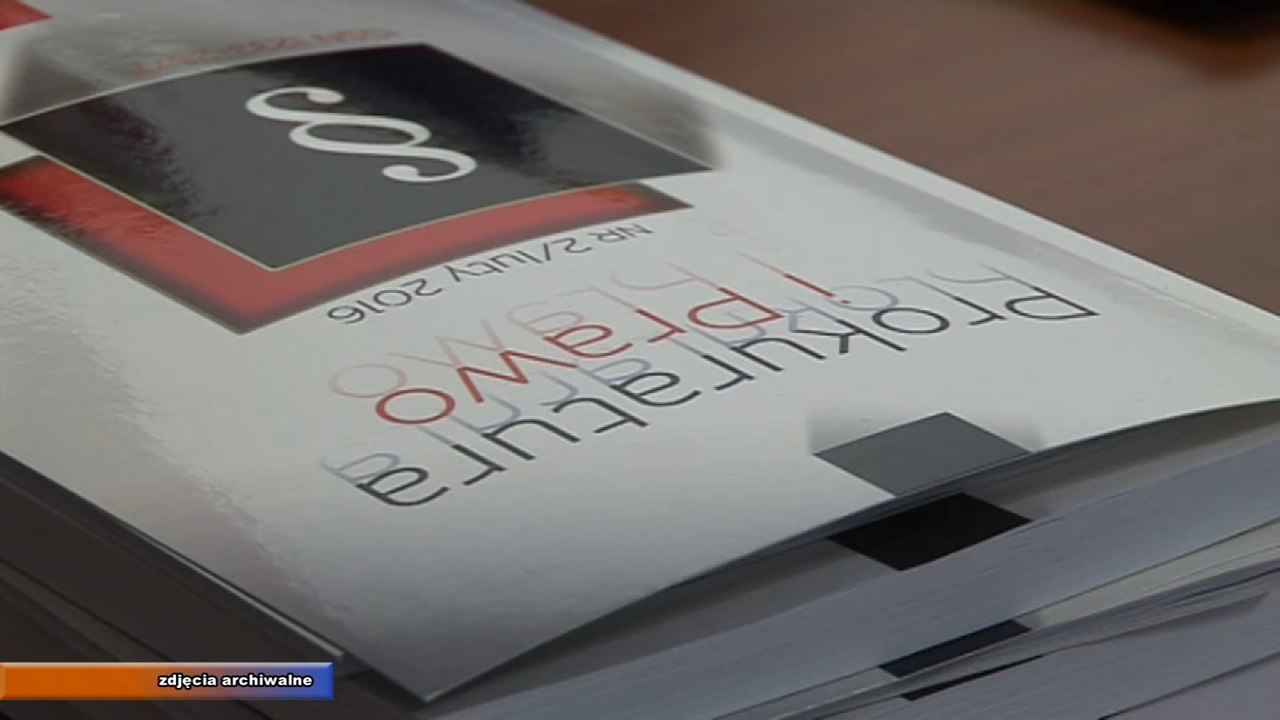 Prokuratura
i Prawo
NR 2/luty 2016
§
zdjęcia archiwalne